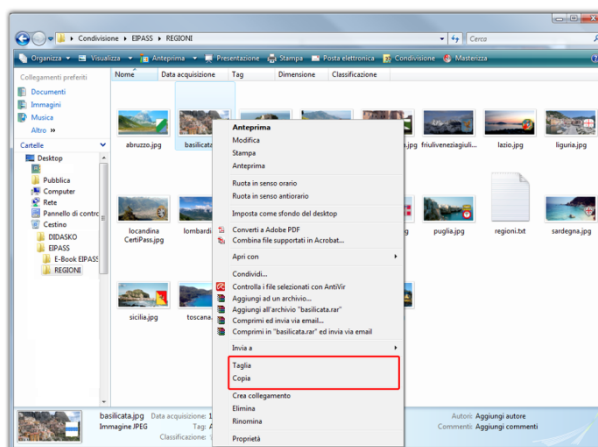 Condivisione ▸ EIPASS ▸ REGIONI
Cerca
Organizza Visualizza Anteprima Presentazione Stampa Posta elettronica Condivisione Masterizza
Collegamenti preferiti
Documenti
Immagini
Musica
Altro »
Cartelle
Desktop
Pubblica
Computer
Rete
Pannello di contro
Cestino
DIDASKO
EIPASS
E-Book EIPASS
REGIONI
Nome Data acquisizione Tag Dimensione Classificazione
abruzzo.jpg
friuliveneziagiuli...
lazio.jpg
liguria.jpg
locandina CertiPass.jpg
puglia.jpg
regioni.txt
sardegna.jpg
sicilia.jpg
Anteprima
Modifica
Stampa
Anteprima
Ruota in senso orario
Ruota in senso antiorario
Imposta come sfondo del desktop
Converti a Adobe PDF
Combina file supportati in Acrobat...
Apri con
Condividi...
Controlla i file selezionati con AntiVir
Aggiungi ad un archivio...
Aggiungi all'archivio "basilicata.rar"
Comprimi ed invia via email...
Comprimi in "basilicata.rar" ed invia via email
Invia a
Taglia
Copia
Crea collegamento
Elimina
Rinomina
Proprietà
basilicata.jpg Data acquisizione: 1
Immagine JPEG Tag: A
Classificazione:
Autori: Aggiungi autore
Commenti: Aggiungi commenti